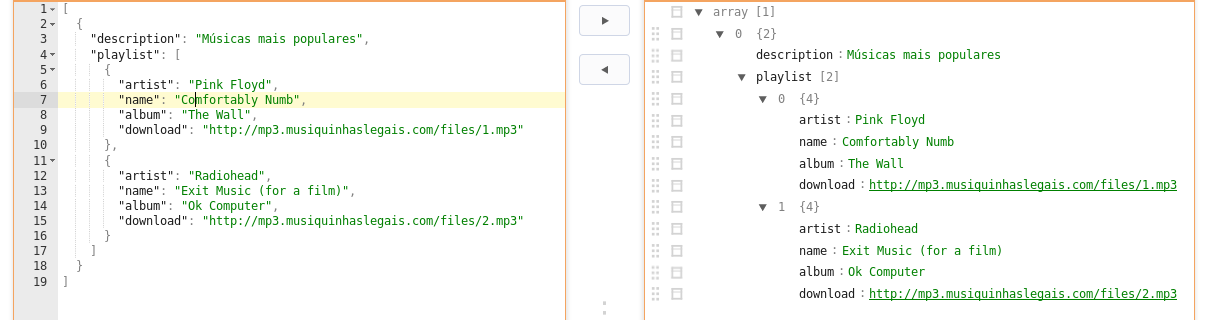 1 [
2 {
3 "description": "Músicas mais populares",
4 "playlist": [
5 {
6 "artist": "Pink Floyd",
7 "name": "Comfortably Numb",
8 "album": "The Wall",
9 "download": "http://mp3.musiquinhaslegais.com/files/1.mp3"
10 },
11 {
12 "artist": "Radiohead",
13 "name": "Exit Music (for a film)",
14 "album": "Ok Computer",
15 "download": "http://mp3.musiquinhaslegais.com/files/2.mp3"
16 }
17 ]
18 }
19 ]
array [1]
0 {2}
description : Músicas mais populares
playlist [2]
0 {4}
artist : Pink Floyd
name : Comfortably Numb
album : The Wall
download : http://mp3.musiquinhaslegais.com/files/1.mp3
1 {4}
artist : Radiohead
name : Exit Music (for a film)
album : Ok Computer
download : http://mp3.musiquinhaslegais.com/files/2.mp3